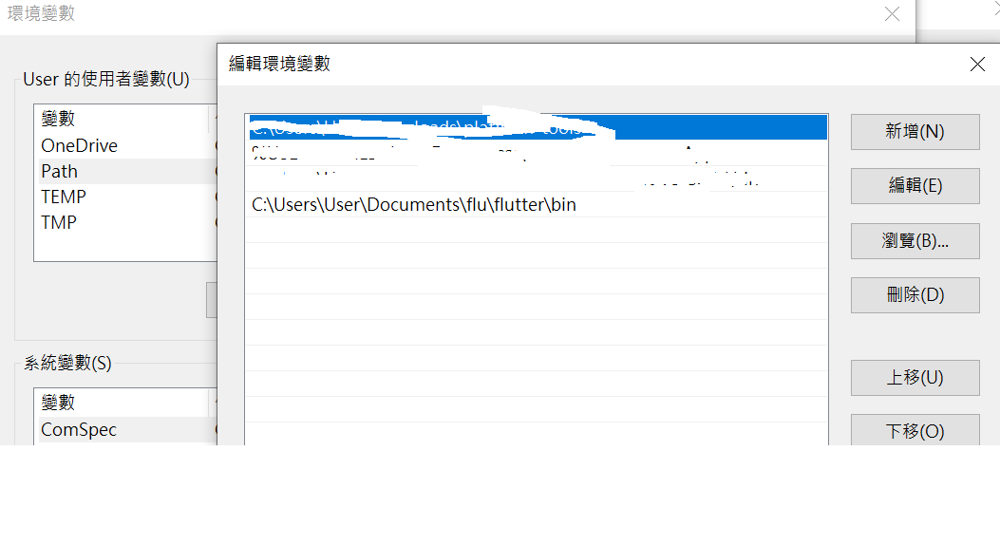 環境變數
編輯環境變數
User 的使用者變數(U)
變數
OneDrive
Path
TEMP
TMP
系統變數(S)
變數
ComSpec
C:\Users\User\Documents\flu\flutter\bin
新增(N)
編輯(E)
瀏覽(B)...
刪除(D)
上移(U)
下移(O)